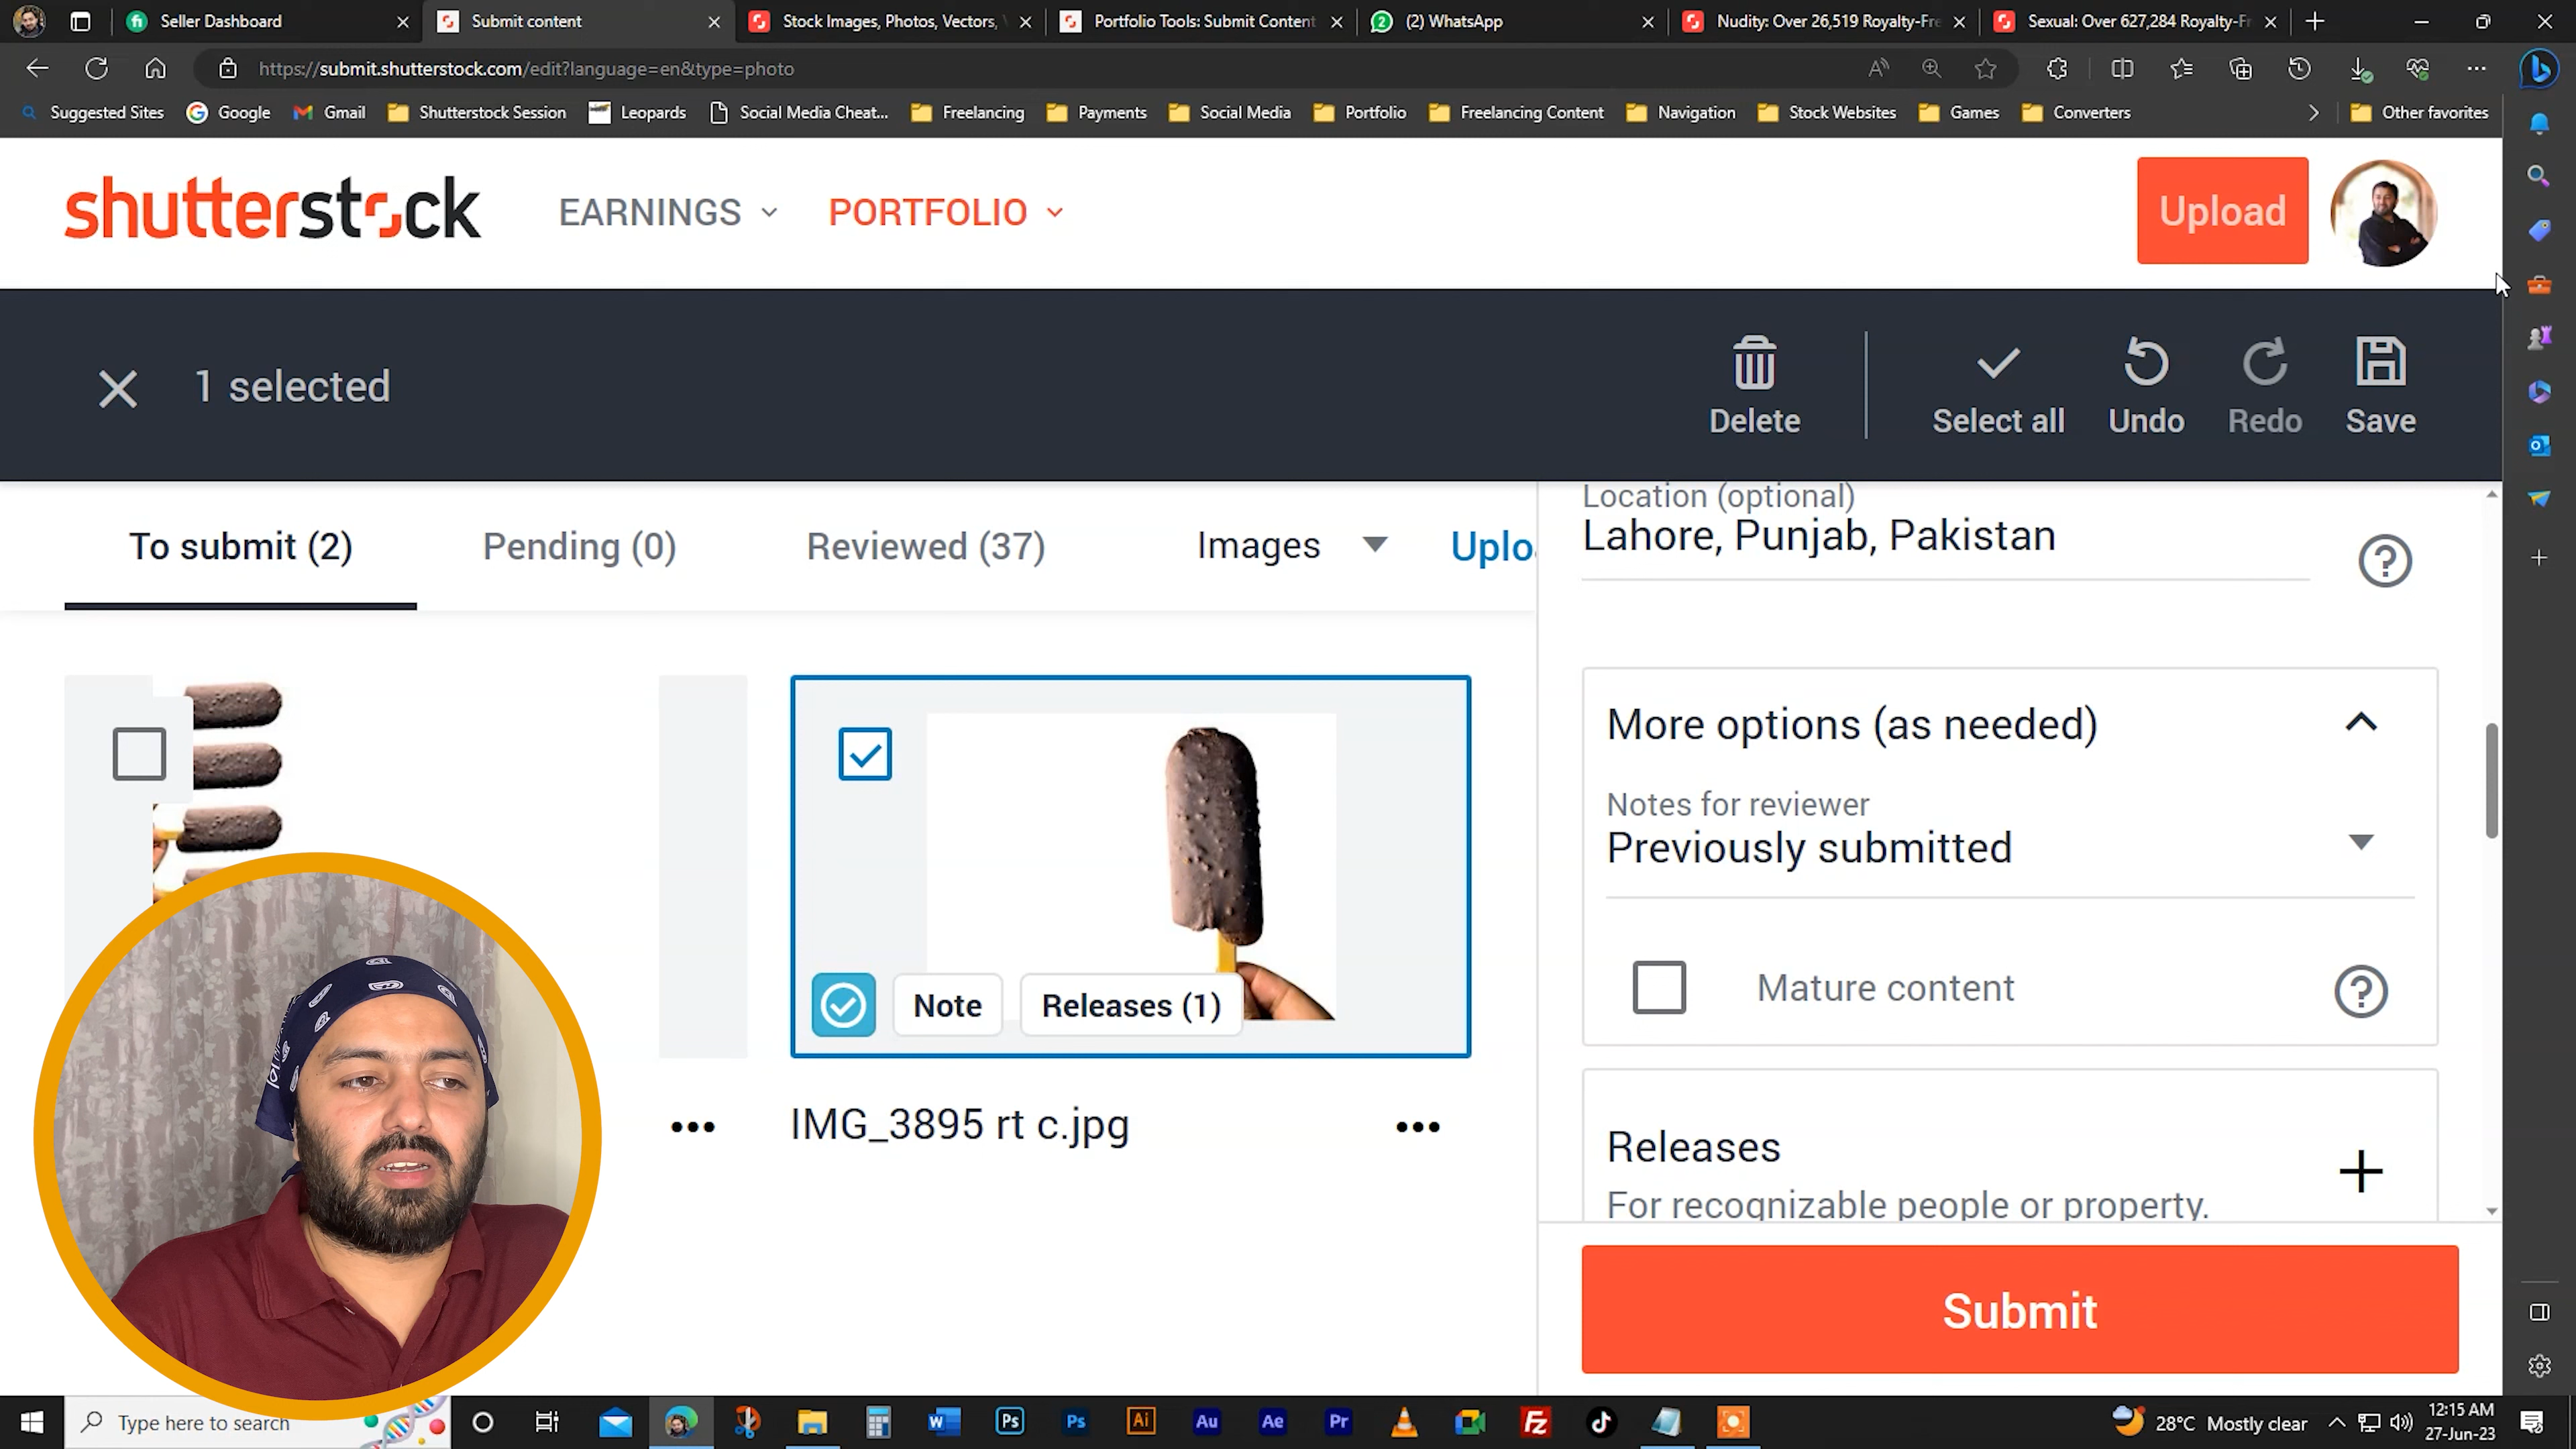 Seller Dashboard
Submit content
Stock Images, Photos, Vectors,
Portfolio Tools: Submit Content
(2) WhatsApp
Nudity: Over 26,519 Royalty-Fre
Sexual: Over 627,284 Royalty-Fr
https://submit.shutterstock.com/edit?language=en&type=photo
Suggested Sites
Google
Gmail
Shutterstock Session
Leopards
Social Media Cheat...
Freelancing
Payments
Social Media
Portfolio
Freelancing Content
Navigation
Stock Websites
Games
Converters
Other favorites
shutterstock
EARNINGS
PORTFOLIO
Upload
1 selected
Delete
Select all
Undo
Redo
Save
To submit (2)
Pending (0)
Reviewed (37)
Images
Uplo
Location (optional)
Lahore, Punjab, Pakistan
More options (as needed)
Notes for reviewer
Previously submitted
Mature content
Note
Releases (1)
IMG_3895 rt c.jpg
Releases
For recognizable people or property.
Submit
Type here to search
28°C Mostly clear
12:15 AM
27-Jun-23